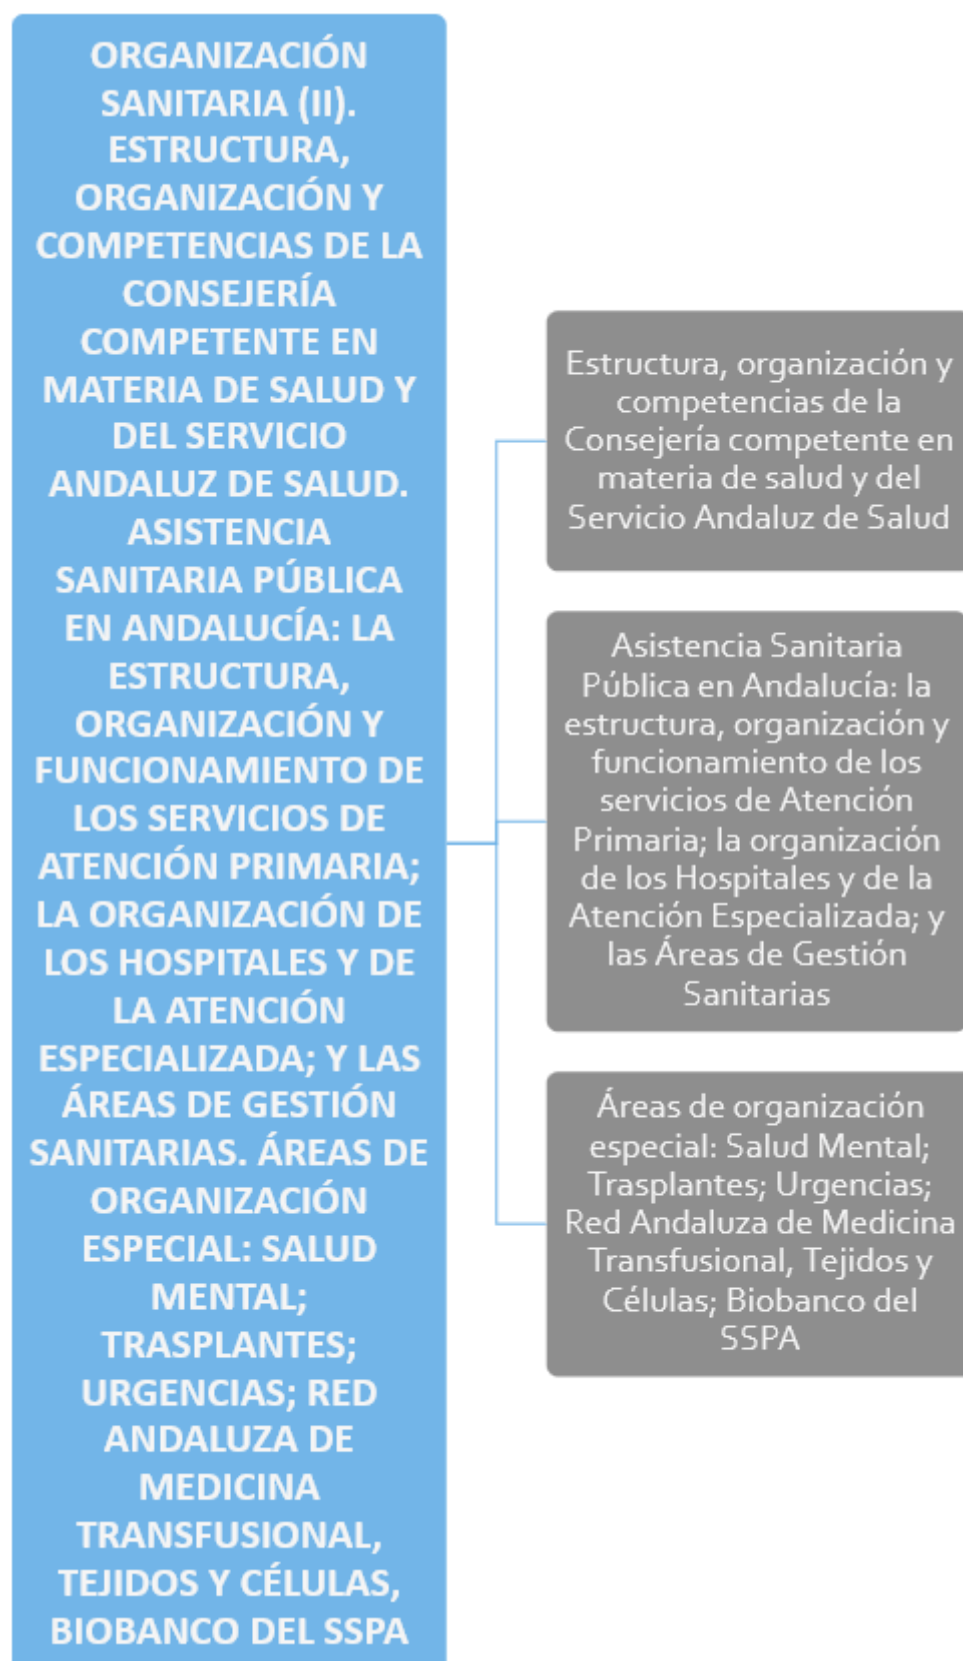 ORGANIZACIÓN
SANITARIA (II).
ESTRUCTURA,
ORGANIZACIÓN Y
COMPETENCIAS DE LA
CONSEJERÍA
COMPETENTE EN
MATERIA DE SALUD Y
DEL SERVICIO
ANDALUZ DE SALUD.
ASISTENCIA
SANITARIA PÚBLICA
EN ANDALUCÍA: LA
ESTRUCTURA,
ORGANIZACIÓN Y
FUNCIONAMIENTO DE
LOS SERVICIOS DE
ATENCIÓN PRIMARIA;
LA ORGANIZACIÓN DE
LOS HOSPITALES Y DE
LA ATENCIÓN
ESPECIALIZADA; Y LAS
ÁREAS DE GESTIÓN
SANITARIAS. ÁREAS DE
ORGANIZACIÓN
ESPECIAL: SALUD
MENTAL;
TRASPLANTES;
URGENCIAS; RED
ANDALUZA DE
MEDICINA
TRANSFUSIONAL,
TEJIDOS Y CÉLULAS,
BIOBANCO DEL SSPA
Estructura, organización y
competencias de la
Consejería competente en
materia de salud y del
Servicio Andaluz de Salud
Asistencia Sanitaria
Pública en Andalucía: la
estructura, organización y
funcionamiento de los
servicios de Atención
Primaria; la organización
de los Hospitales y de la
Atención Especializada; y
las Áreas de Gestión
Sanitarias
Áreas de organización
especial: Salud Mental;
Trasplantes; Urgencias;
Red Andaluza de Medicina
Transfusional, Tejidos y
Células; Biobanco del
SSPA